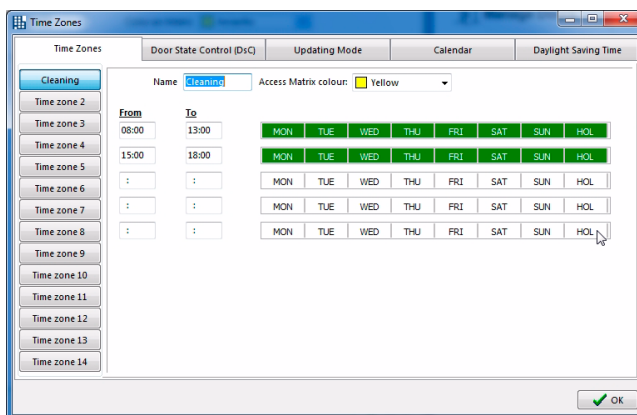 Time Zones
Time Zones Door State Control (DsC) Updating Mode Calendar Daylight Saving Time
Cleaning Name Cleaning Access Matrix colour: Yellow
Time zone 2
From To
Time zone 3
08:00 13:00 MON TUE WED THU FRI SAT SUN HOL
Time zone 4
15:00 18:00 MON TUE WED THU FRI SAT SUN HOL
Time zone 5
: : MON TUE WED THU FRI SAT SUN HOL
Time zone 6
Time zone 7
: : MON TUE WED THU FRI SAT SUN HOL
Time zone 8
: : MON TUE WED THU FRI SAT SUN HOL
Time zone 9
Time zone 10
Time zone 11
Time zone 12
Time zone 13
Time zone 14
OK